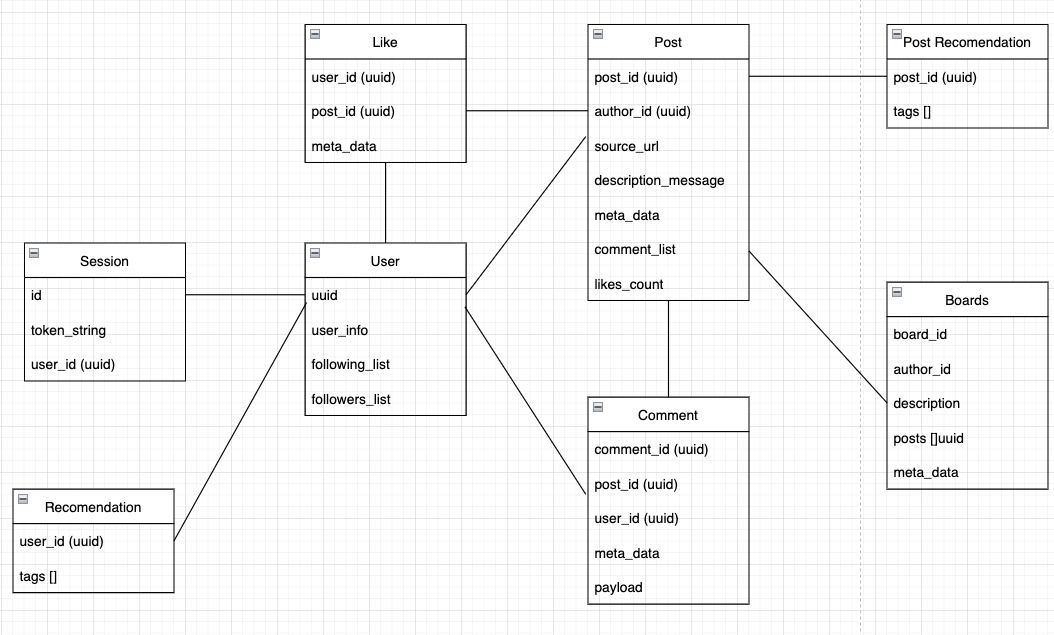 Like
user_id (uuid)
post_id (uuid)
meta_data
Post
post_id (uuid)
author_id (uuid)
source_url
description_message
meta_data
comment_list
likes_count
Post Recomendation
post_id (uuid)
tags []
Session
id
token_string
user_id (uuid)
User
uuid
user_info
following_list
followers_list
Boards
board_id
author_id
description
posts []uuid
meta_data
Comment
comment_id (uuid)
post_id (uuid)
user_id (uuid)
meta_data
payload
Recomendation
user_id (uuid)
tags []